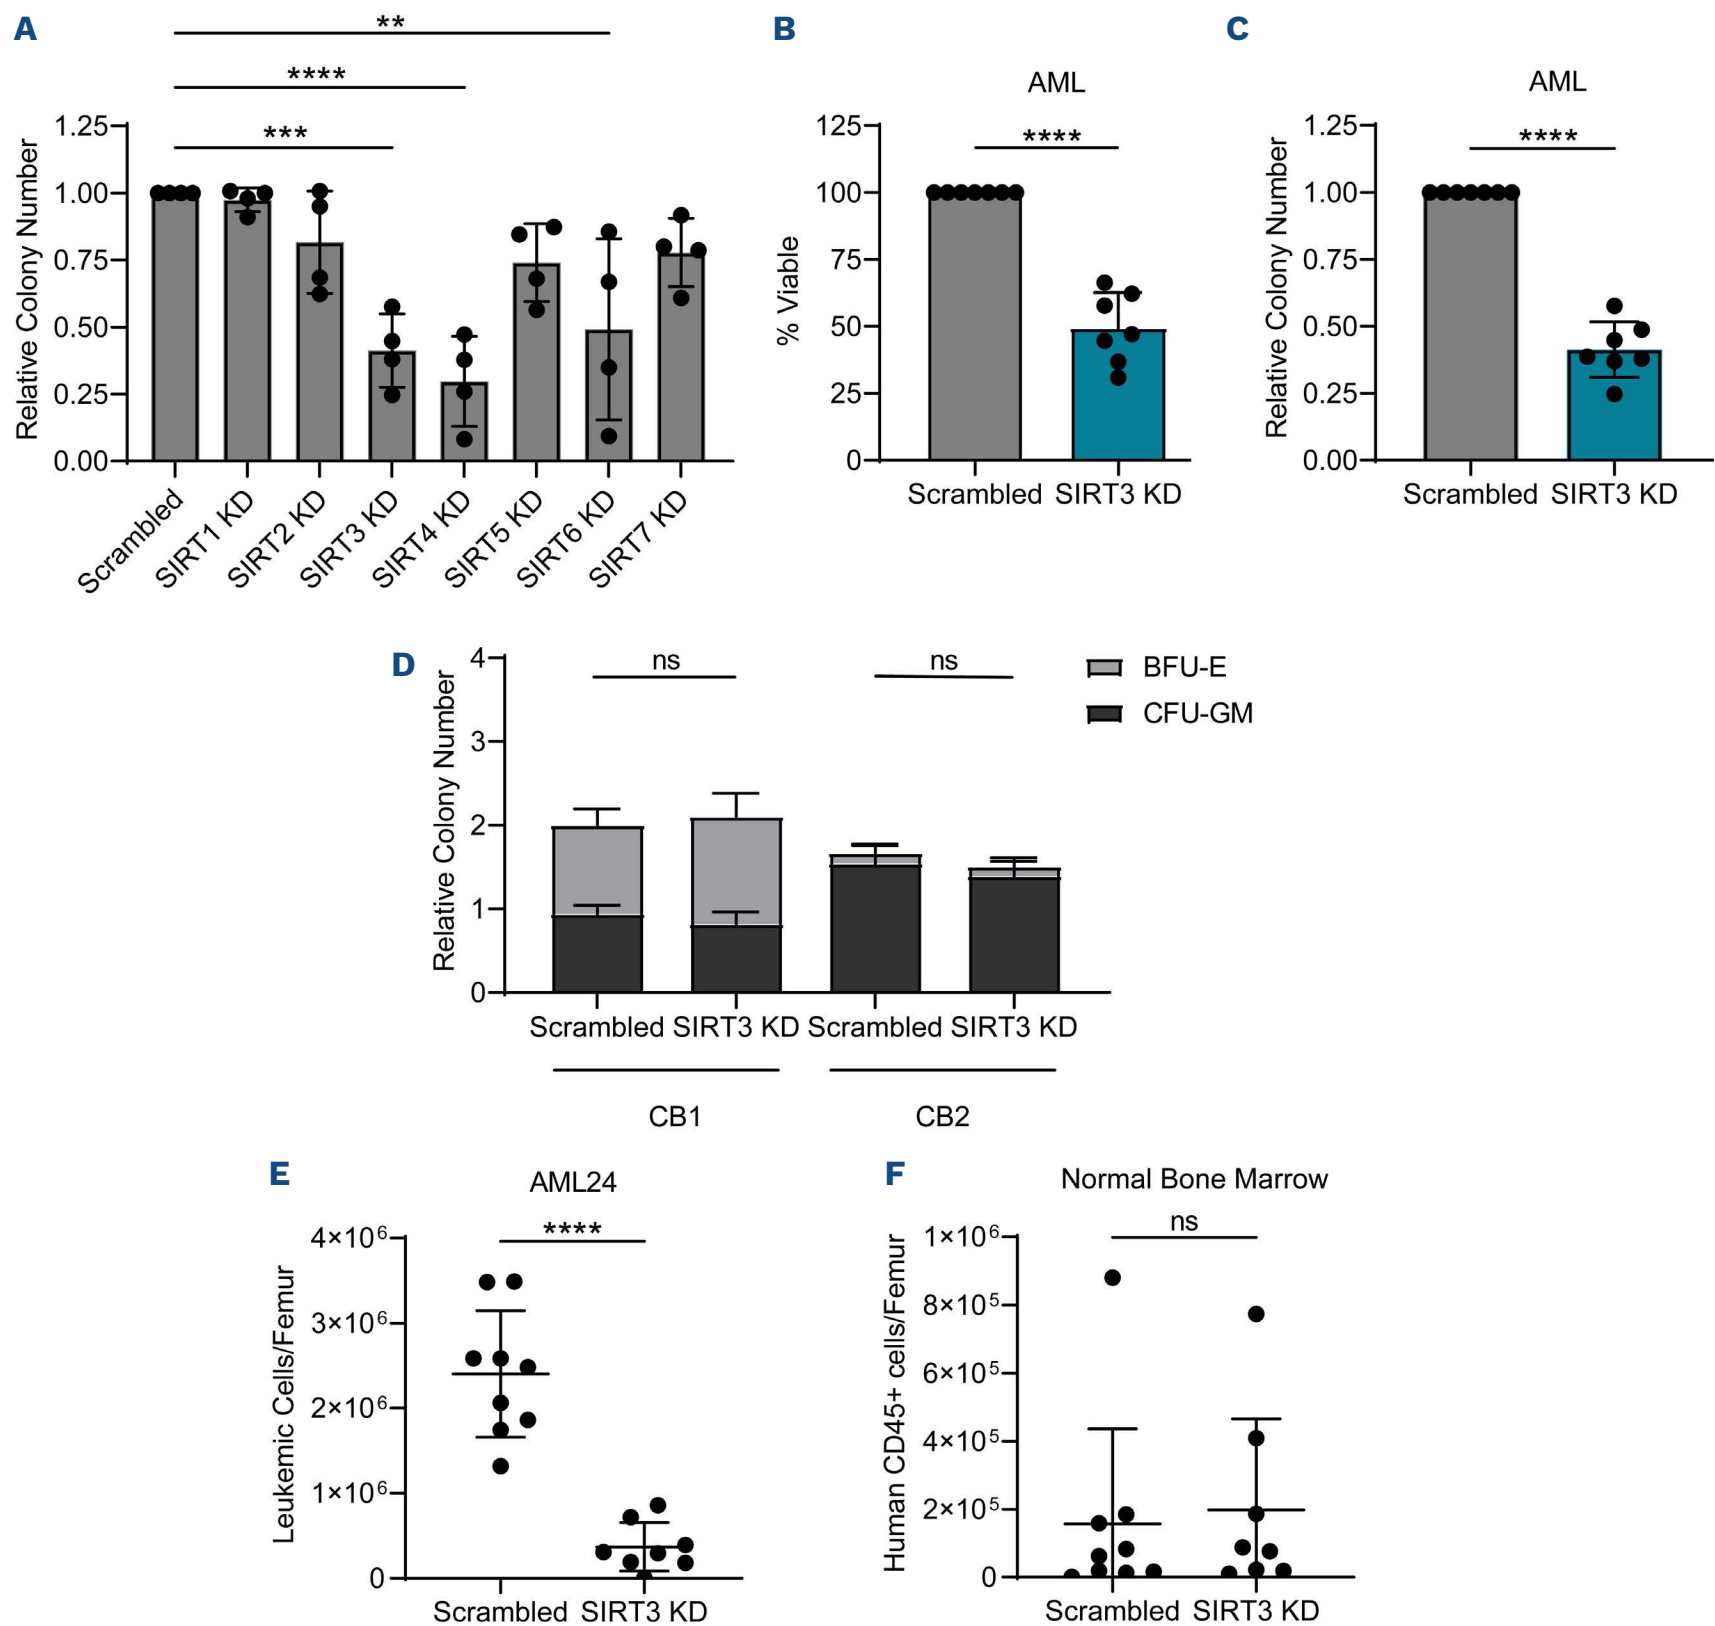 A
**
****
***
Relative Colony Number
1.25
1.00
0.75
0.50
0.25
0.00
Scrambled
SIRT1 KD
SIRT2 KD
SIRT3 KD
SIRT4 KD
SIRT5 KD
SIRT6 KD
SIRT7 KD
B
AML
****
% Viable
125
100
75
50
25
0
Scrambled SIRT3 KD
C
AML
****
Relative Colony Number
1.25
1.00
0.75
0.50
0.25
0.00
Scrambled SIRT3 KD
D
ns
ns
BFU-E
CFU-GM
Relative Colony Number
4
3
2
1
0
Scrambled SIRT3 KD Scrambled SIRT3 KD
CB1
CB2
E
AML24
****
Leukemic Cells/Femur
4×10⁶
3×10⁶
2×10⁶
1×10⁶
0
Scrambled SIRT3 KD
F
Normal Bone Marrow
ns
Human CD45+ cells/Femur
1×10⁶
8×10⁵
6×10⁵
4×10⁵
2×10⁵
0
Scrambled SIRT3 KD